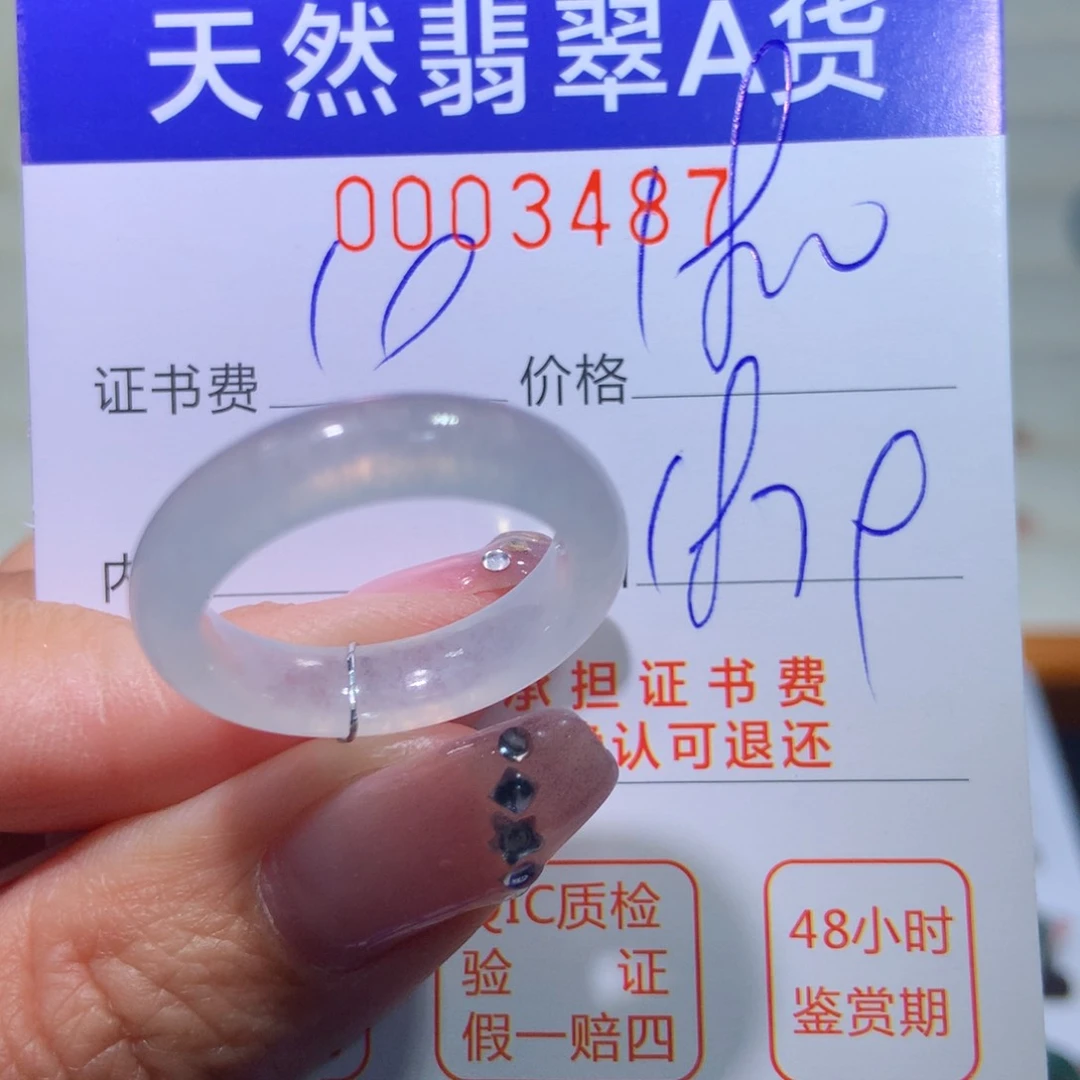 天然翡翠A货
0003487
10
证书费 价格
内
承担证书费
认可退还
QIC质检
验 证
假一赔四
48小时
鉴赏期